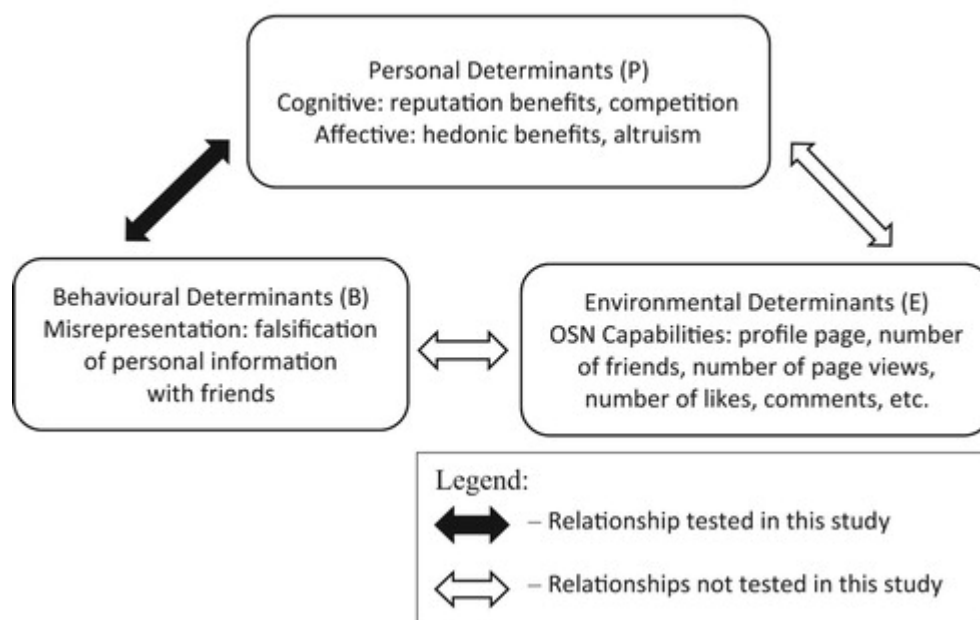 Personal Determinants (P)
Cognitive: reputation benefits, competition
Affective: hedonic benefits, altruism
Behavioural Determinants (B)
Misrepresentation: falsification
of personal information
with friends
Environmental Determinants (E)
OSN Capabilities: profile page, number
of friends, number of page views,
number of likes, comments, etc.
Legend:
– Relationship tested in this study
– Relationships not tested in this study